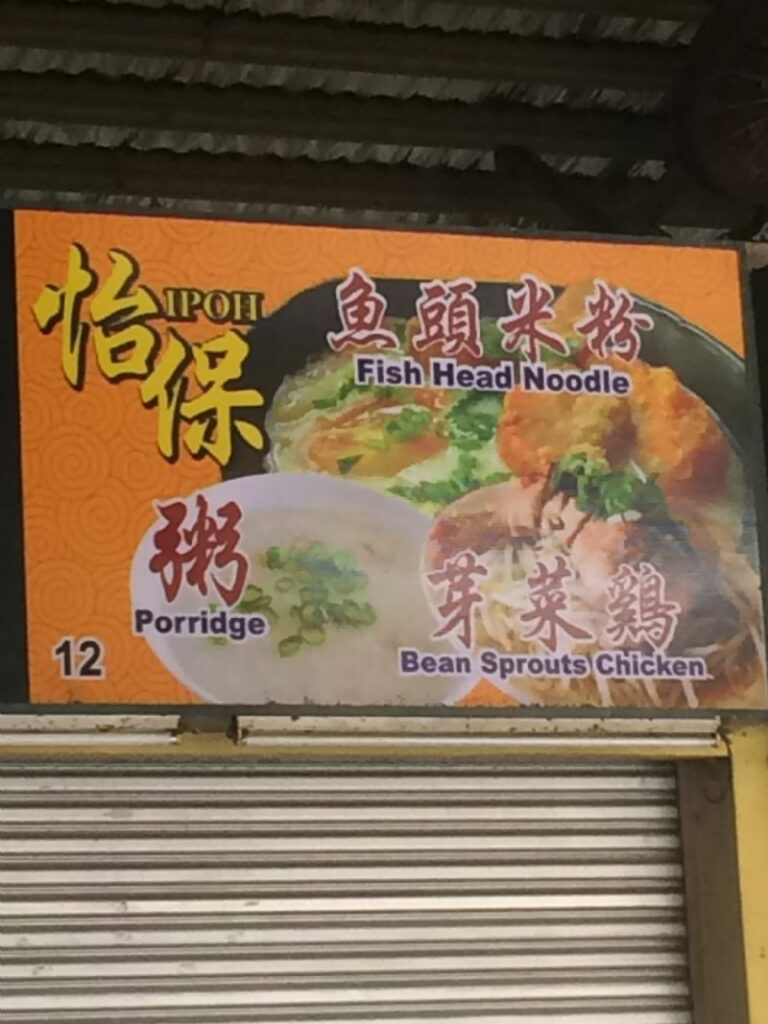 怡保
IPOH
魚頭米粉
Fish Head Noodle
粥
Porridge
芽菜鷄
Bean Sprouts Chicken
12